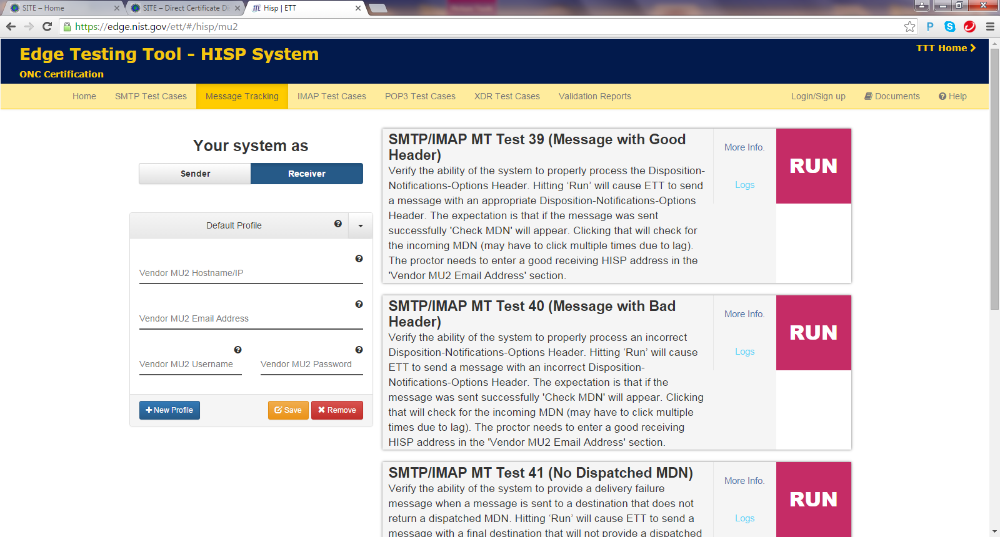 SITE – Home
SITE – Direct Certificate Di
Hisp | ETT
https://edge.nist.gov/ett/#/hisp/mu2
Edge Testing Tool - HISP System
TTT Home
ONC Certification
Home SMTP Test Cases Message Tracking IMAP Test Cases POP3 Test Cases XDR Test Cases Validation Reports Login/Sign up Documents Help
Your system as
Sender Receiver
Default Profile
Vendor MU2 Hostname/IP
Vendor MU2 Email Address
Vendor MU2 Username Vendor MU2 Password
New Profile Save Remove
SMTP/IMAP MT Test 39 (Message with Good
Header)
Verify the ability of the system to properly process the Disposition-
Notifications-Options Header. Hitting ‘Run’ will cause ETT to send
a message with an appropriate Disposition-Notifications-Options
Header. The expectation is that if the message was sent
successfully 'Check MDN' will appear. Clicking that will check for
the incoming MDN (may have to click multiple times due to lag).
The proctor needs to enter a good receiving HISP address in the
'Vendor MU2 Email Address' section.
More Info.
Logs
RUN
SMTP/IMAP MT Test 40 (Message with Bad
Header)
Verify the ability of the system to properly process an incorrect
Disposition-Notifications-Options Header. Hitting ‘Run’ will cause
ETT to send a message with an incorrect Disposition-
Notifications-Options Header. The expectation is that if the
message was sent successfully 'Check MDN' will appear. Clicking
that will check for the incoming MDN (may have to click multiple
times due to lag). The proctor needs to enter a good receiving
HISP address in the 'Vendor MU2 Email Address' section.
More Info.
Logs
RUN
SMTP/IMAP MT Test 41 (No Dispatched MDN)
Verify the ability of the system to provide a delivery failure
message when a message is sent to a destination that does not
return a dispatched MDN. Hitting ‘Run’ will cause ETT to send a
message with a final destination that will not provide a dispatched
More Info.
Logs
RUN